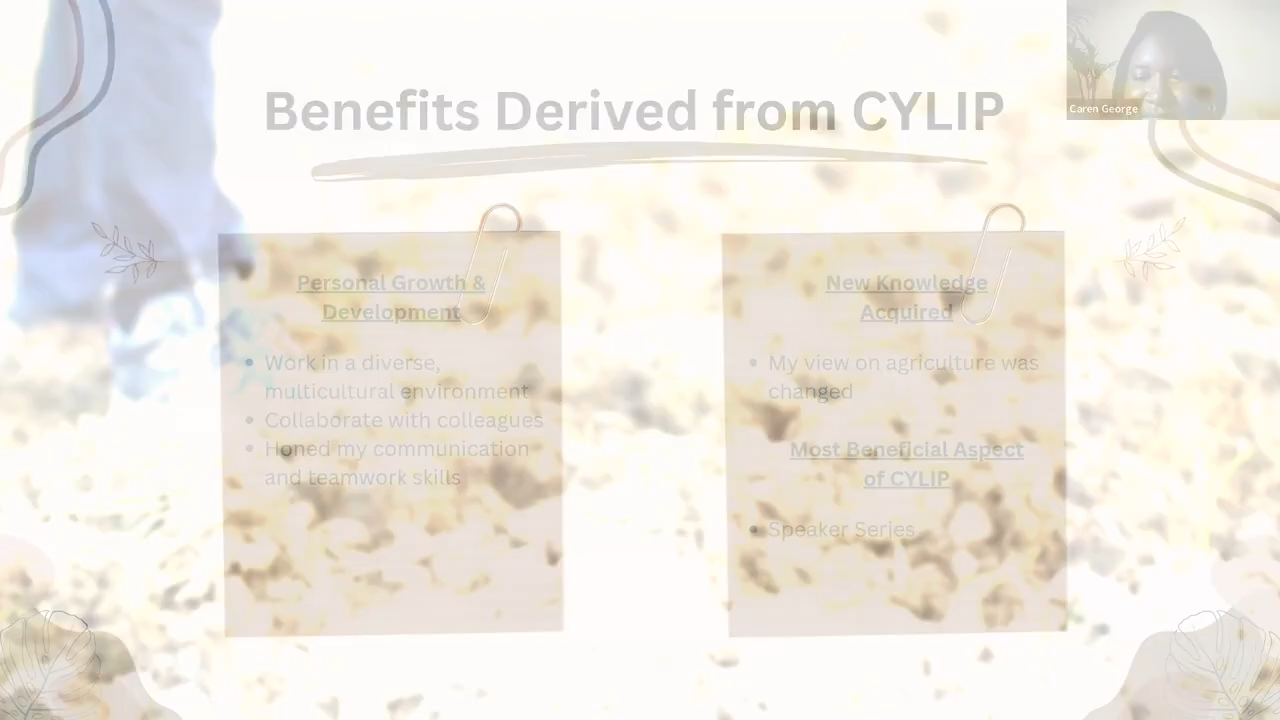 Benefits Derived from CYLIP
Caren George
Personal Growth &
Development
• Work in a diverse,
multicultural environment
• Collaborate with colleagues
• Honed my communication
and teamwork skills
New Knowledge
Acquired
• My view on agriculture was
changed
Most Beneficial Aspect
of CYLIP
• Speaker Series